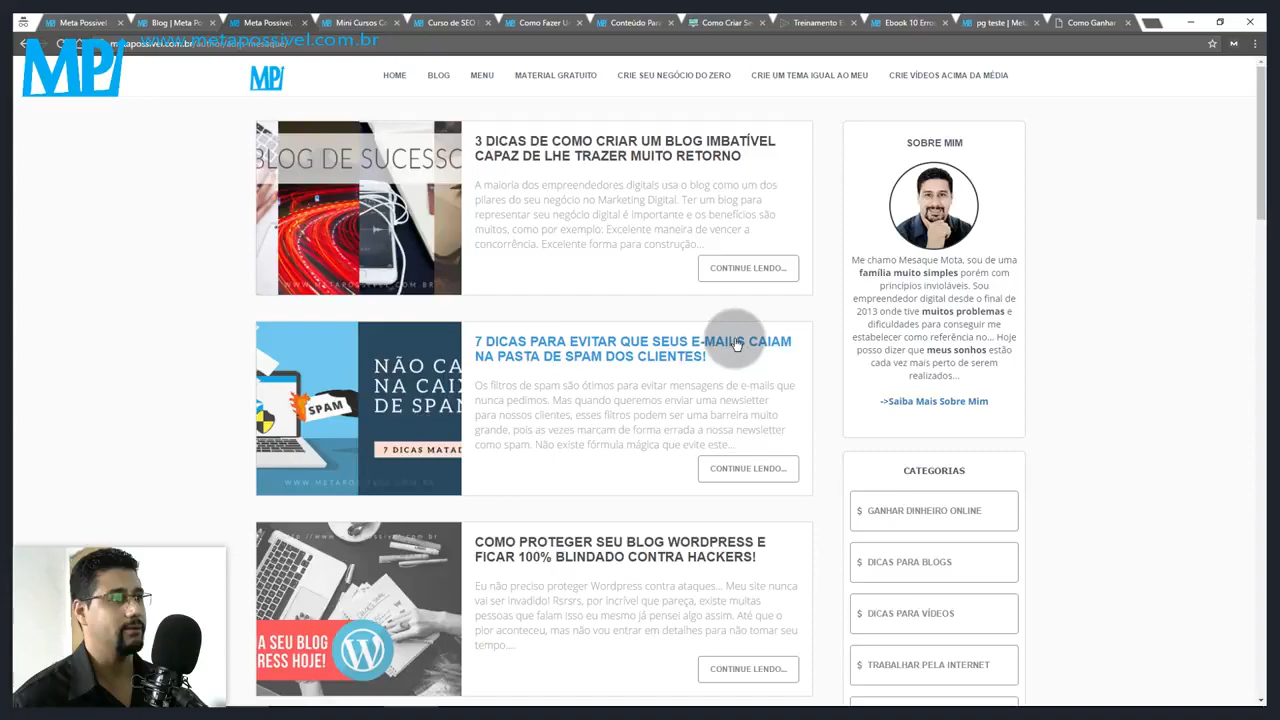 Meta Possível,
Blog | Meta Po
Meta Possível,
Mini Cursos C
Curso de SEO
Como Fazer U
Conteúdo Para
Como Criar Se
Treinamento E
Ebook 10 Erros
pg teste | Meta
Como Ganhar
www.metapossivel.com.br
MP
HOME
BLOG
MENU
MATERIAL GRATUITO
CRIE SEU NEGÓCIO DO ZERO
CRIE UM TEMA IGUAL AO MEU
CRIE VÍDEOS ACIMA DA MÉDIA
BLOG DE SUCESSO
WWW.METAPOSSIVEL.COM.BR
3 DICAS DE COMO CRIAR UM BLOG IMBATÍVEL
CAPAZ DE LHE TRAZER MUITO RETORNO
A maioria dos empreendedores digitais usa o blog como um dos
pilares do seu negócio no Marketing Digital. Ter um blog para
representar seu negócio digital é importante e os benefícios são
muitos, como por exemplo: Excelente maneira de vencer a
concorrência. Excelente forma para construção...
CONTINUE LENDO...
NÃO CA
NA CAIX
DE SPAM
SPAM
7 DICAS MATAD
WWW.METAPOSSIVEL.COM.BR
7 DICAS PARA EVITAR QUE SEUS E-MAILS CAIAM
NA PASTA DE SPAM DOS CLIENTES!
Os filtros de spam são ótimos para evitar mensagens de e-mails que
nunca pedimos. Mas quando queremos enviar uma newsletter
para nossos clientes, esses filtros podem ser uma barreira muito
grande, pois as vezes marcam de forma errada a nossa newsletter
como spam. Não existe fórmula mágica que evite este...
CONTINUE LENDO...
A SEU BLOG
RESS HOJE!
COMO PROTEGER SEU BLOG WORDPRESS E
FICAR 100% BLINDADO CONTRA HACKERS!
Eu não preciso proteger Wordpress contra ataques... Meu site nunca
vai ser invadido! Rsrsrs, por incrível que pareça, existe muitas
pessoas que falam isso eu mesmo já pensei algo assim. Até que o
pior aconteceu, mas não vou entrar em detalhes para não tomar seu
tempo....
CONTINUE LENDO...
SOBRE MIM
Me chamo Mesaque Mota, sou de uma
família muito simples porém com
princípios invioláveis. Sou
empreendedor digital desde o final de
2013 onde tive muitos problemas e
dificuldades para conseguir me
estabelecer como referência no... Hoje
posso dizer que meus sonhos estão
cada vez mais perto de serem
realizados...
->Saiba Mais Sobre Mim
CATEGORIAS
$ GANHAR DINHEIRO ONLINE
$ DICAS PARA BLOGS
$ DICAS PARA VÍDEOS
$ TRABALHAR PELA INTERNET